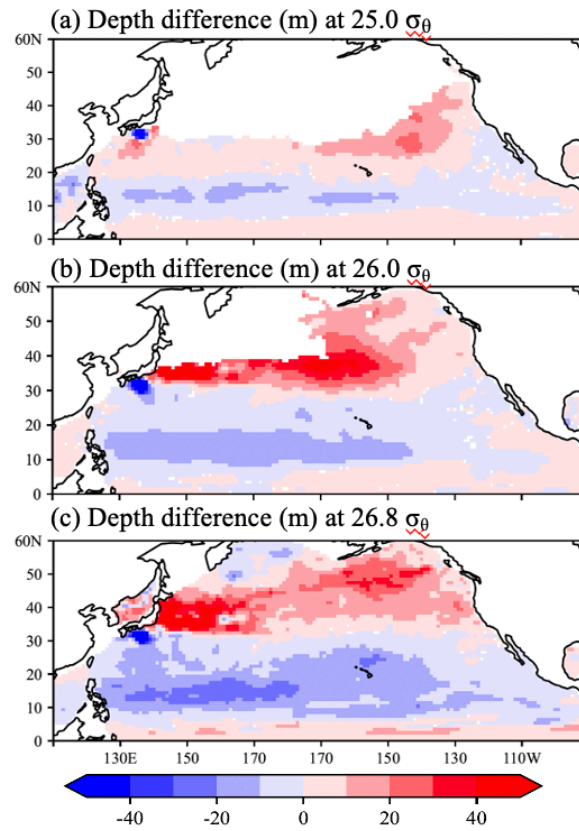 (a) Depth difference (m) at 25.0 σθ
60N
50
40
30
20
10
0
(b) Depth difference (m) at 26.0 σθ
60N
50
40
30
20
10
0
(c) Depth difference (m) at 26.8 σθ
60N
50
40
30
20
10
0
130E 150 170 170 150 130 110W
-40 -20 0 20 40